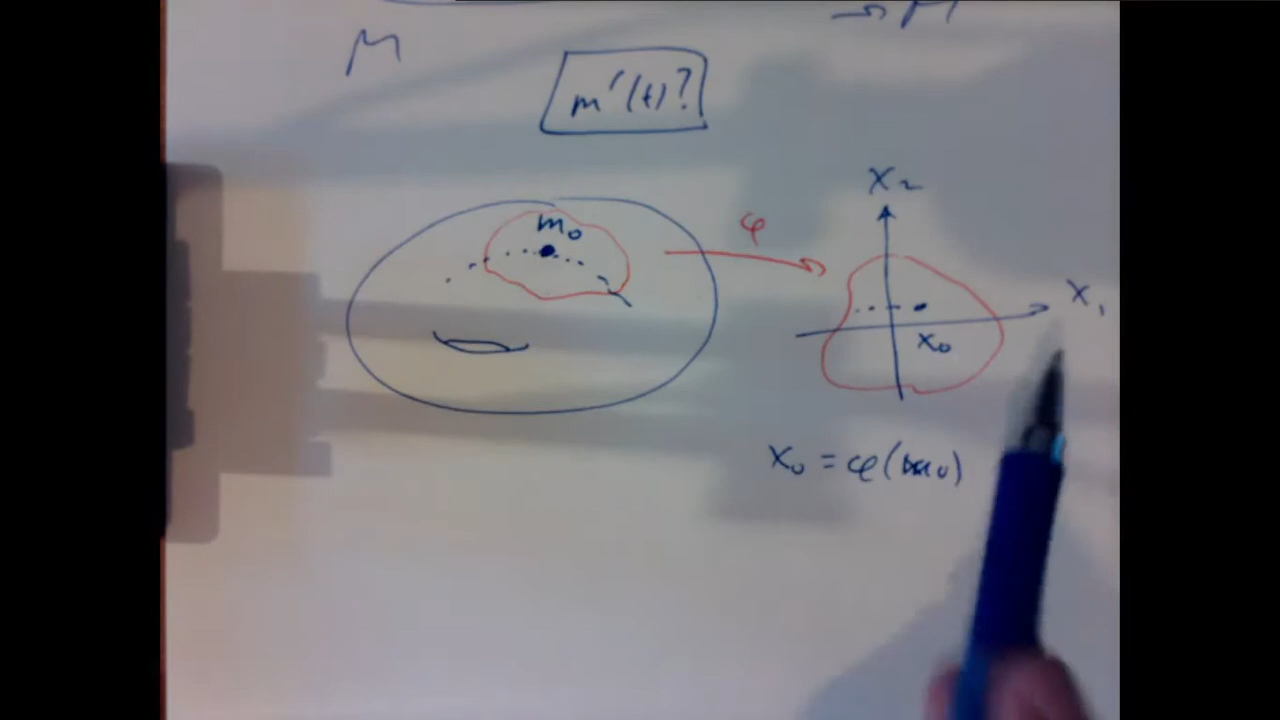 → M
M
m'(t)?
x₂
m₀
φ
x₁
x₀
x₀ = φ(m₀)